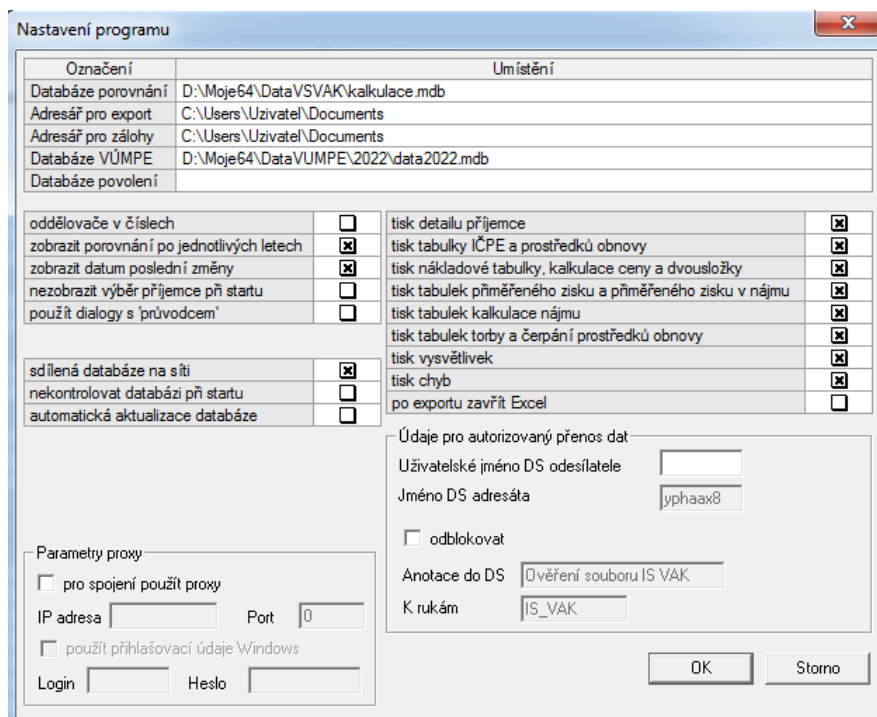 Nastavení programu
Označení Umístění
Databáze porovnání D:\Moje64\DataVSVAK\kalkulace.mdb
Adresář pro export C:\Users\Uzivatel\Documents
Adresář pro zálohy C:\Users\Uzivatel\Documents
Databáze VÚMPE D:\Moje64\DataVUMPE\2022\data2022.mdb
Databáze povolení
oddělovače v číslech
zobrazit porovnání po jednotlivých letech
zobrazit datum poslední změny
nezobrazit výběr příjemce při startu
použít dialogy s 'průvodcem'
sdílená databáze na síti
nekontrolovat databázi při startu
automatická aktualizace databáze
tisk detailu příjemce
tisk tabulky IČPE a prostředků obnovy
tisk nákladové tabulky, kalkulace ceny a dvousložky
tisk tabulek přiměřeného zisku a přiměřeného zisku v nájmu
tisk tabulek kalkulace nájmu
tisk tabulek torby a čerpání prostředků obnovy
tisk vysvětlivek
tisk chyb
po exportu zavřít Excel
Údaje pro autorizovaný přenos dat
Uživatelské jméno DS odesílatele
Jméno DS adresáta yphaax8
odblokovat
Anotace do DS Ověření souboru IS VAK
K rukám IS_VAK
Parametry proxy
pro spojení použít proxy
IP adresa Port 0
použít přihlašovací údaje Windows
Login Heslo
OK Storno